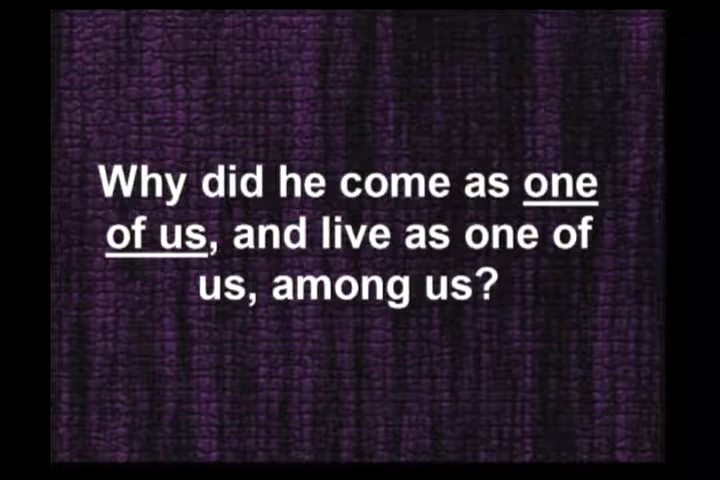 Why did he come as one
of us, and live as one of
us, among us?